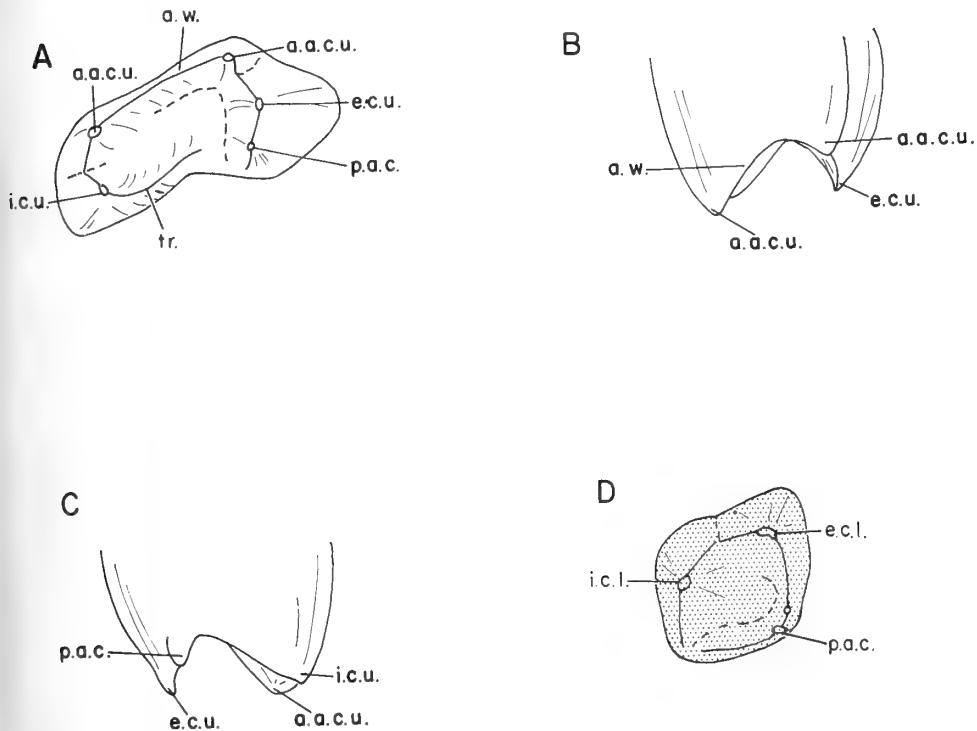 A
a.w.
a.a.c.u.
a.a.c.u.
e.c.u.
p.a.c.
i.c.u.
tr.
B
a.a.c.u.
a.w.
e.c.u.
a.a.c.u.
C
p.a.c.
i.c.u.
e.c.u.
a.a.c.u.
D
e.c.l.
i.c.l.
p.a.c.